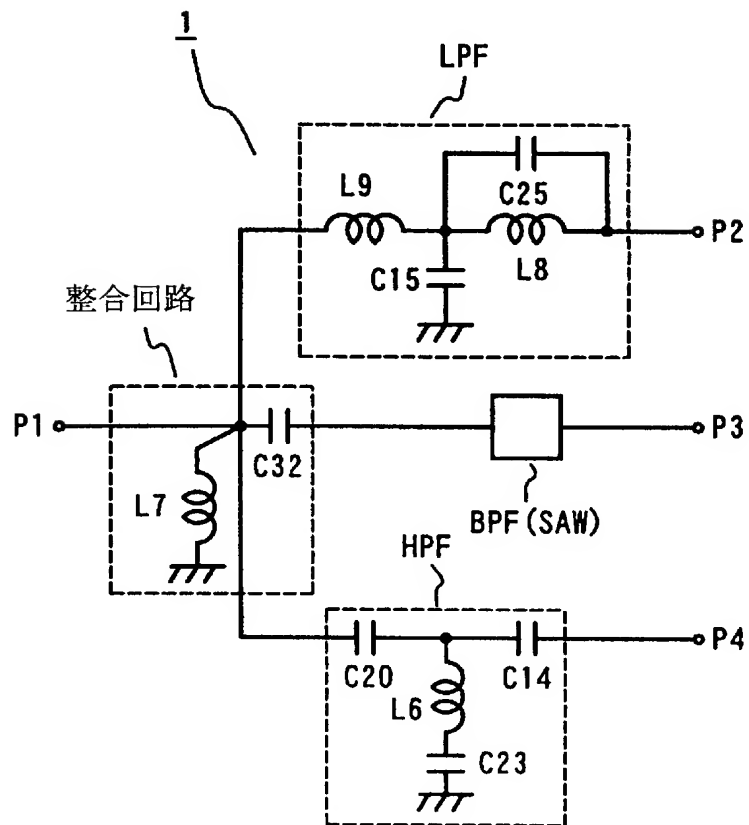 1
LPF
L9
C25
P2
C15
L8
整合回路
P1
C32
P3
L7
BPF(SAW)
HPF
C20
C14
P4
L6
C23